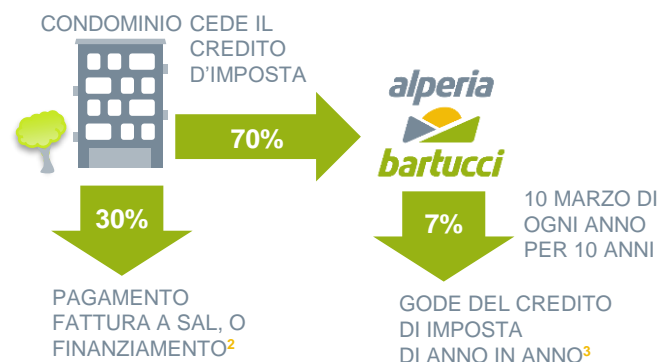 CONDOMINIO
CEDE IL
CREDITO
D'IMPOSTA
70%
alperia
bartucci
30%
7%
10 MARZO DI
OGNI ANNO
PER 10 ANNI
PAGAMENTO
FATTURA A SAL, O
FINANZIAMENTO²
GODE DEL CREDITO
DI IMPOSTA
DI ANNO IN ANNO³